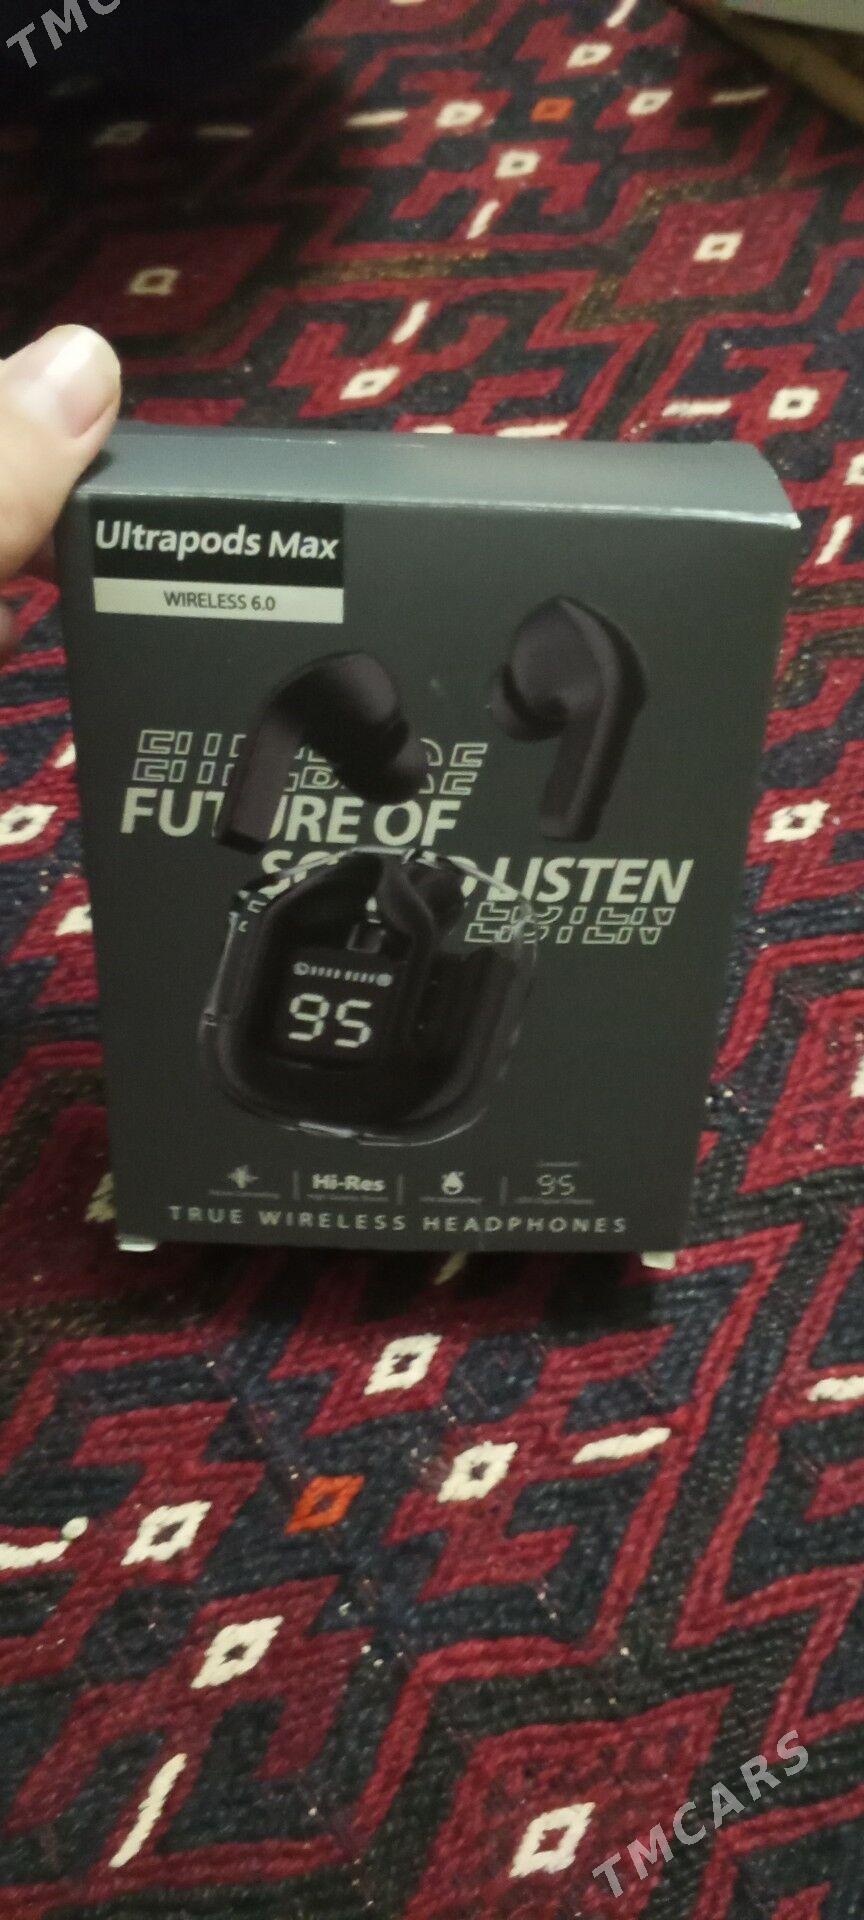 TMC
Ultrapods Max
WIRELESS 6.0
FUTURE OF
LISTEN
95
Hi-Res
95
TRUE WIRELESS HEADPHONES
TMCARS